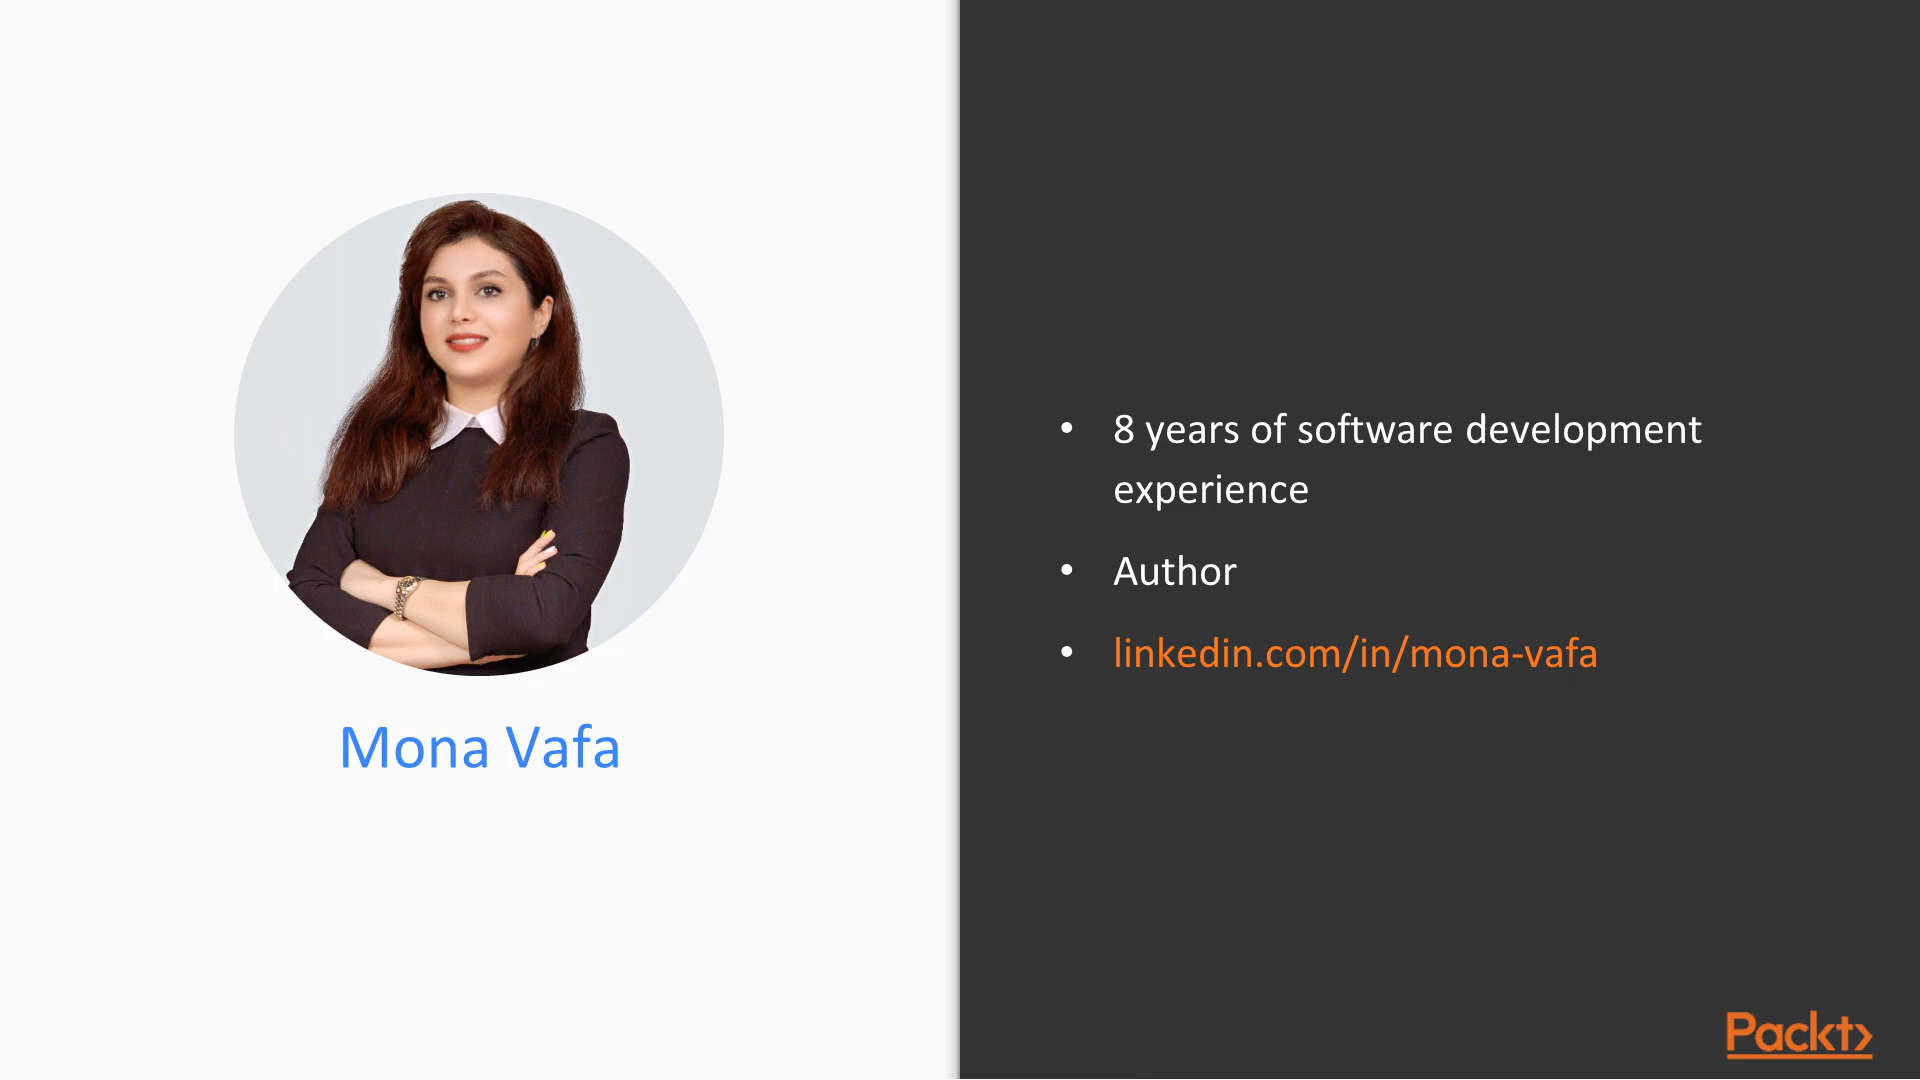 Mona Vafa
• 8 years of software development
experience
• Author
• linkedin.com/in/mona-vafa
Packt>